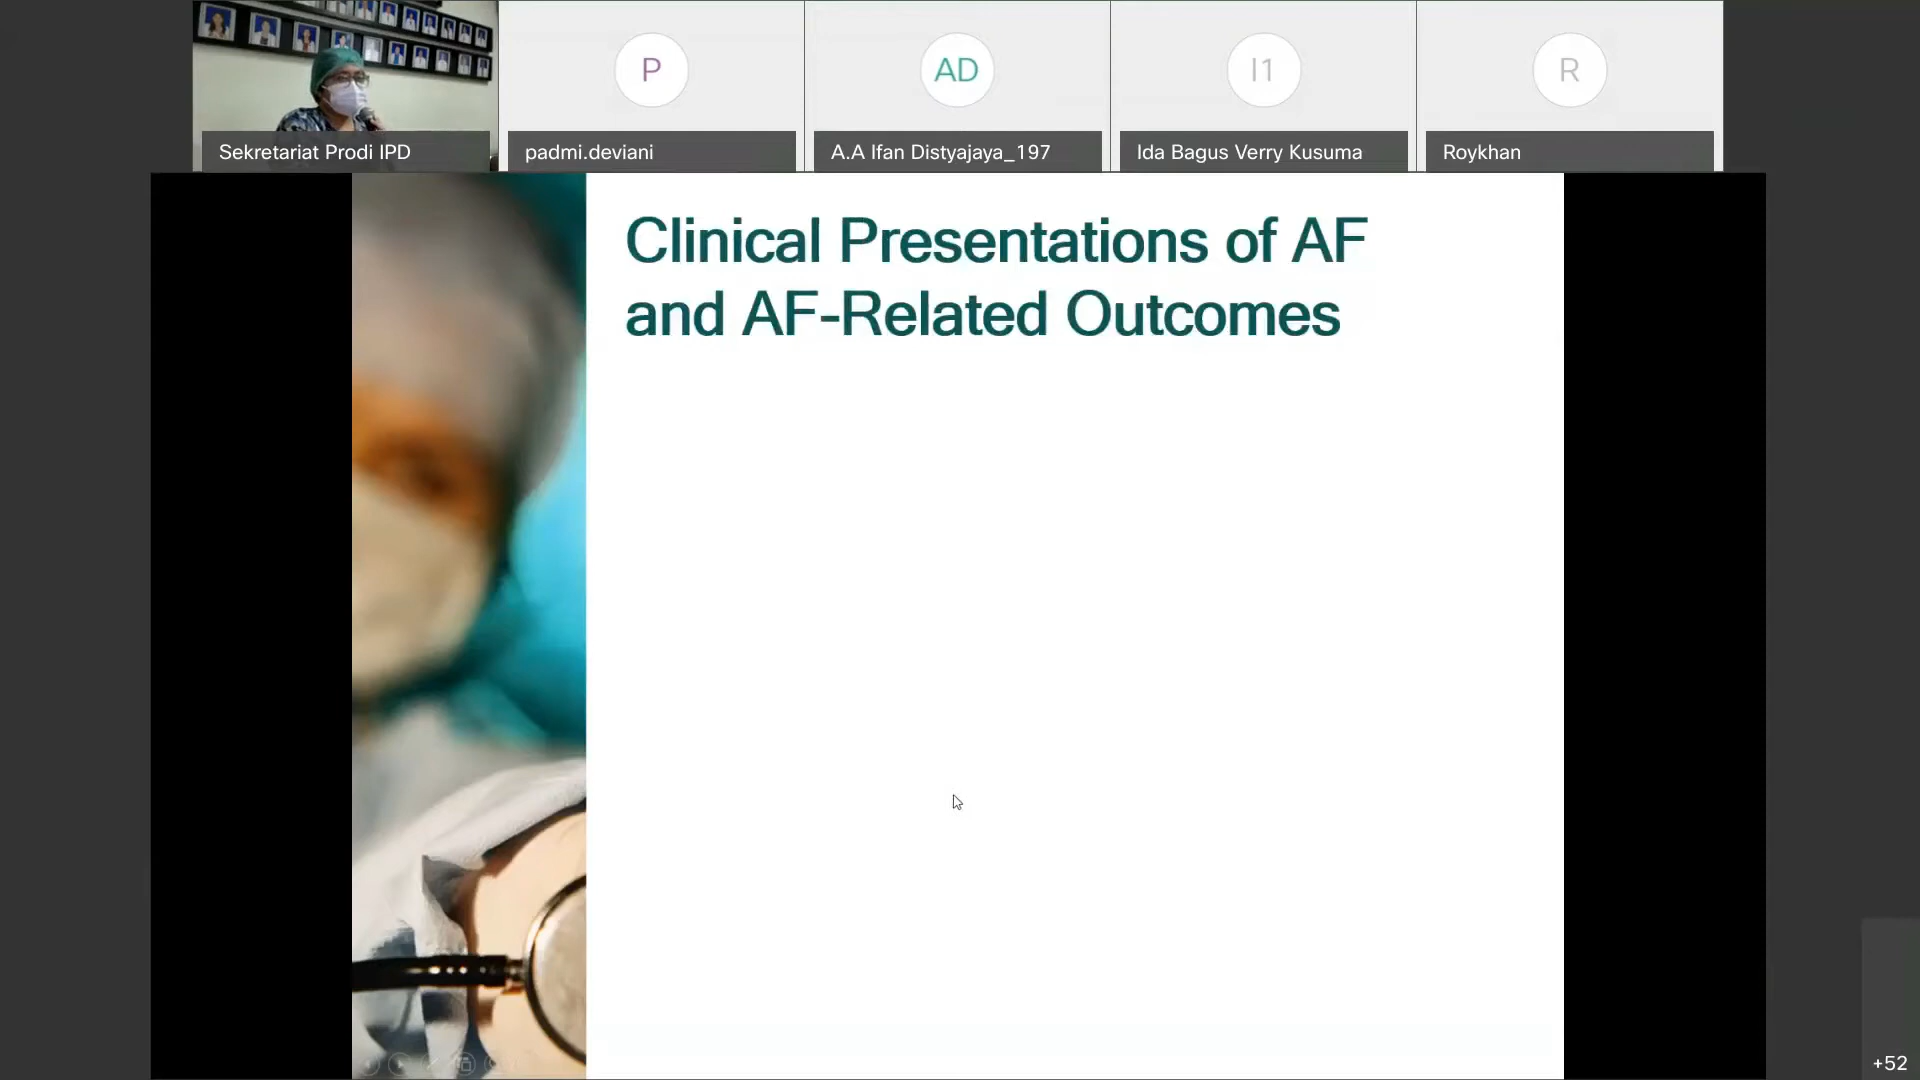 P
AD
I1
R
Sekretariat Prodi IPD
padmi.deviani
A.A Ifan Distyajaya_197
Ida Bagus Verry Kusuma
Roykhan
Clinical Presentations of AF
and AF-Related Outcomes
+52